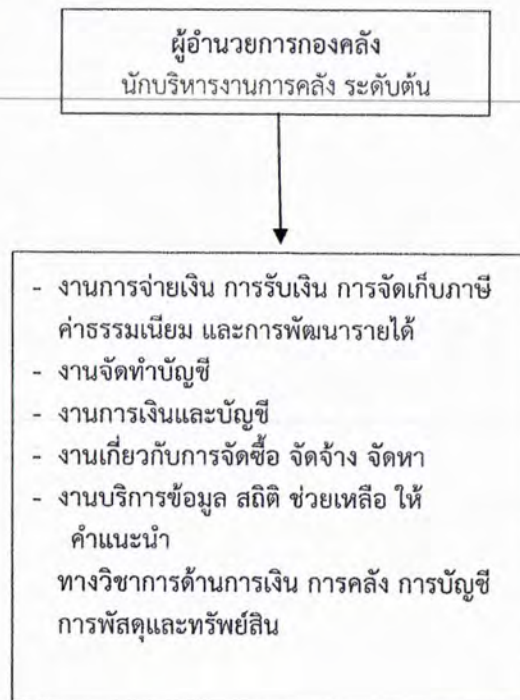 ผู้อำนวยการกองคลัง
นักบริหารงานการคลัง ระดับต้น
- งานการจ่ายเงิน การรับเงิน การจัดเก็บภาษี
ค่าธรรมเนียม และการพัฒนารายได้
- งานจัดทำบัญชี
- งานการเงินและบัญชี
- งานเกี่ยวกับการจัดซื้อ จัดจ้าง จัดหา
- งานบริการข้อมูล สถิติ ช่วยเหลือ ให้
คำแนะนำ
ทางวิชาการด้านการเงิน การคลัง การบัญชี
การพัสดุและทรัพย์สิน